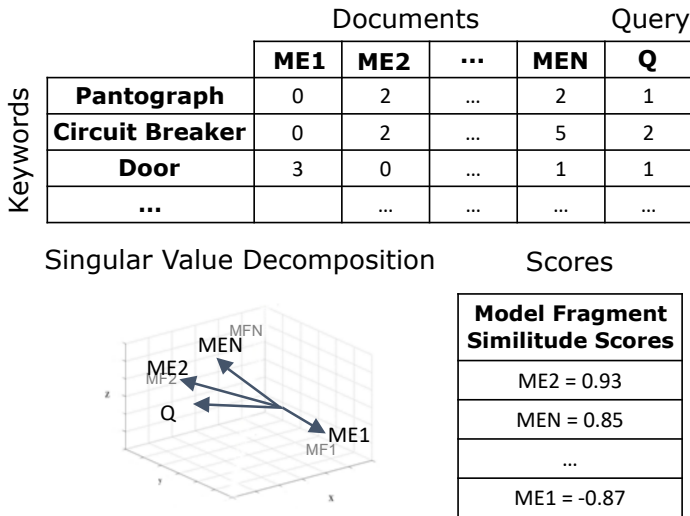 Documents Query
ME1 ME2 ... MEN Q
Keywords
Pantograph 0 2 ... 2 1
Circuit Breaker 0 2 ... 5 2
Door 3 0 ... 1 1
... ... ... ... ...
Singular Value Decomposition
Scores
MFN
MEN
ME2
MF2
Q
ME1
MF1
z
y
x
Model Fragment
Similitude Scores
ME2 = 0.93
MEN = 0.85
...
ME1 = -0.87